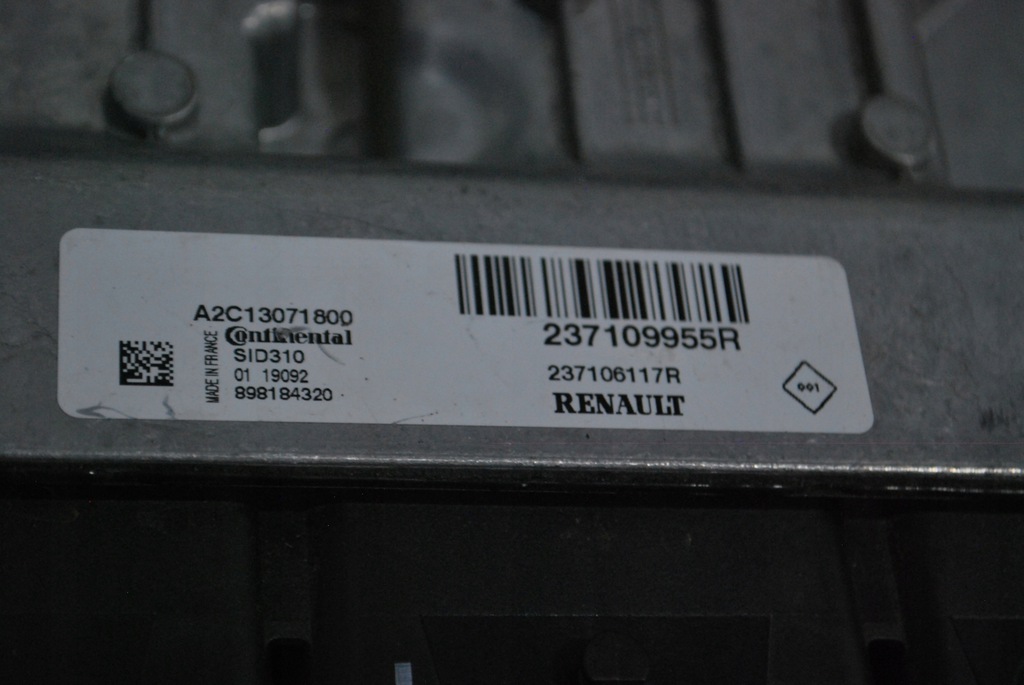 A2C13071800
Continental
MADE IN FRANCE
SID310
01 19092
898184320
237109955R
237106117R
RENAULT
001